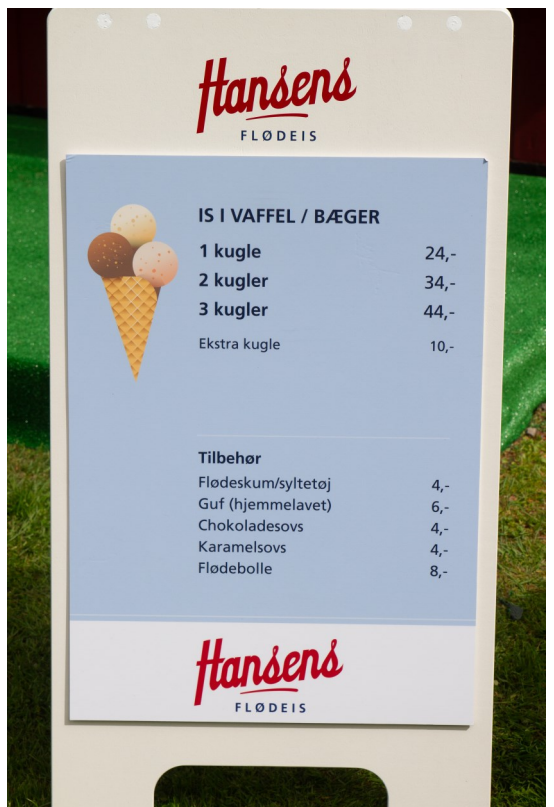 Hansens
FLØDEIS
IS I VAFFEL / BÆGER
1 kugle 24,-
2 kugler 34,-
3 kugler 44,-
Ekstra kugle 10,-
Tilbehør
Flødeskum/syltetøj 4,-
Guf (hjemmelavet) 6,-
Chokoladesovs 4,-
Karamelsovs 4,-
Flødebolle 8,-
Hansens
FLØDEIS